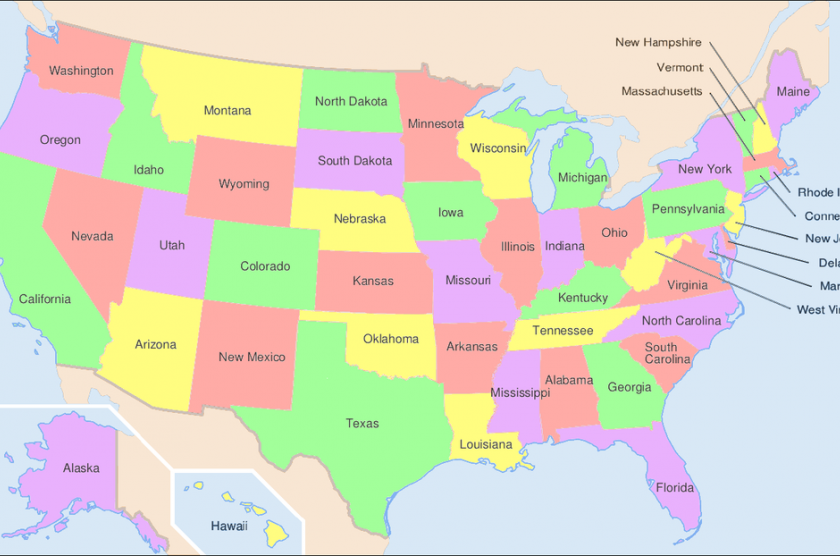 New Hampshire
Vermont
Massachusetts
Washington
Montana
North Dakota
Minnesota
Maine
Oregon
Idaho
South Dakota
Wisconsin
Michigan
New York
Wyoming
Rhode I
Nevada
Utah
Nebraska
Iowa
Pennsylvania
Conne
Illinois
Indiana
Ohio
New Je
Colorado
Dela
California
Kansas
Missouri
Kentucky
Virginia
Mar
West Vir
Arizona
New Mexico
Oklahoma
Arkansas
Tennessee
North Carolina
South
Carolina
Mississippi
Alabama
Georgia
Texas
Louisiana
Alaska
Florida
Hawaii